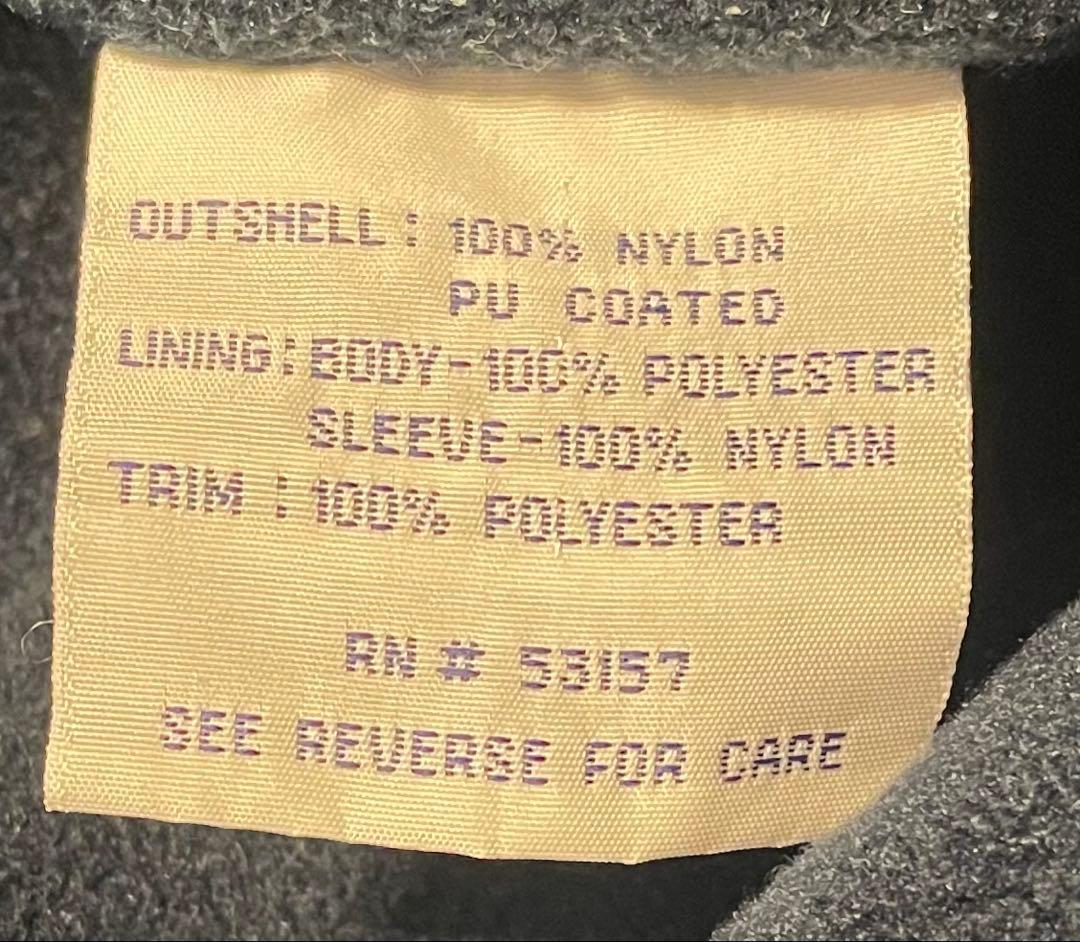 OUTSHELL: 100% NYLON
PU COATED
LINING: BODY-100% POLYESTER
SLEEVE-100% NYLON
TRIM : 100% POLYESTER
RN # 53157
SEE REVERSE FOR CARE